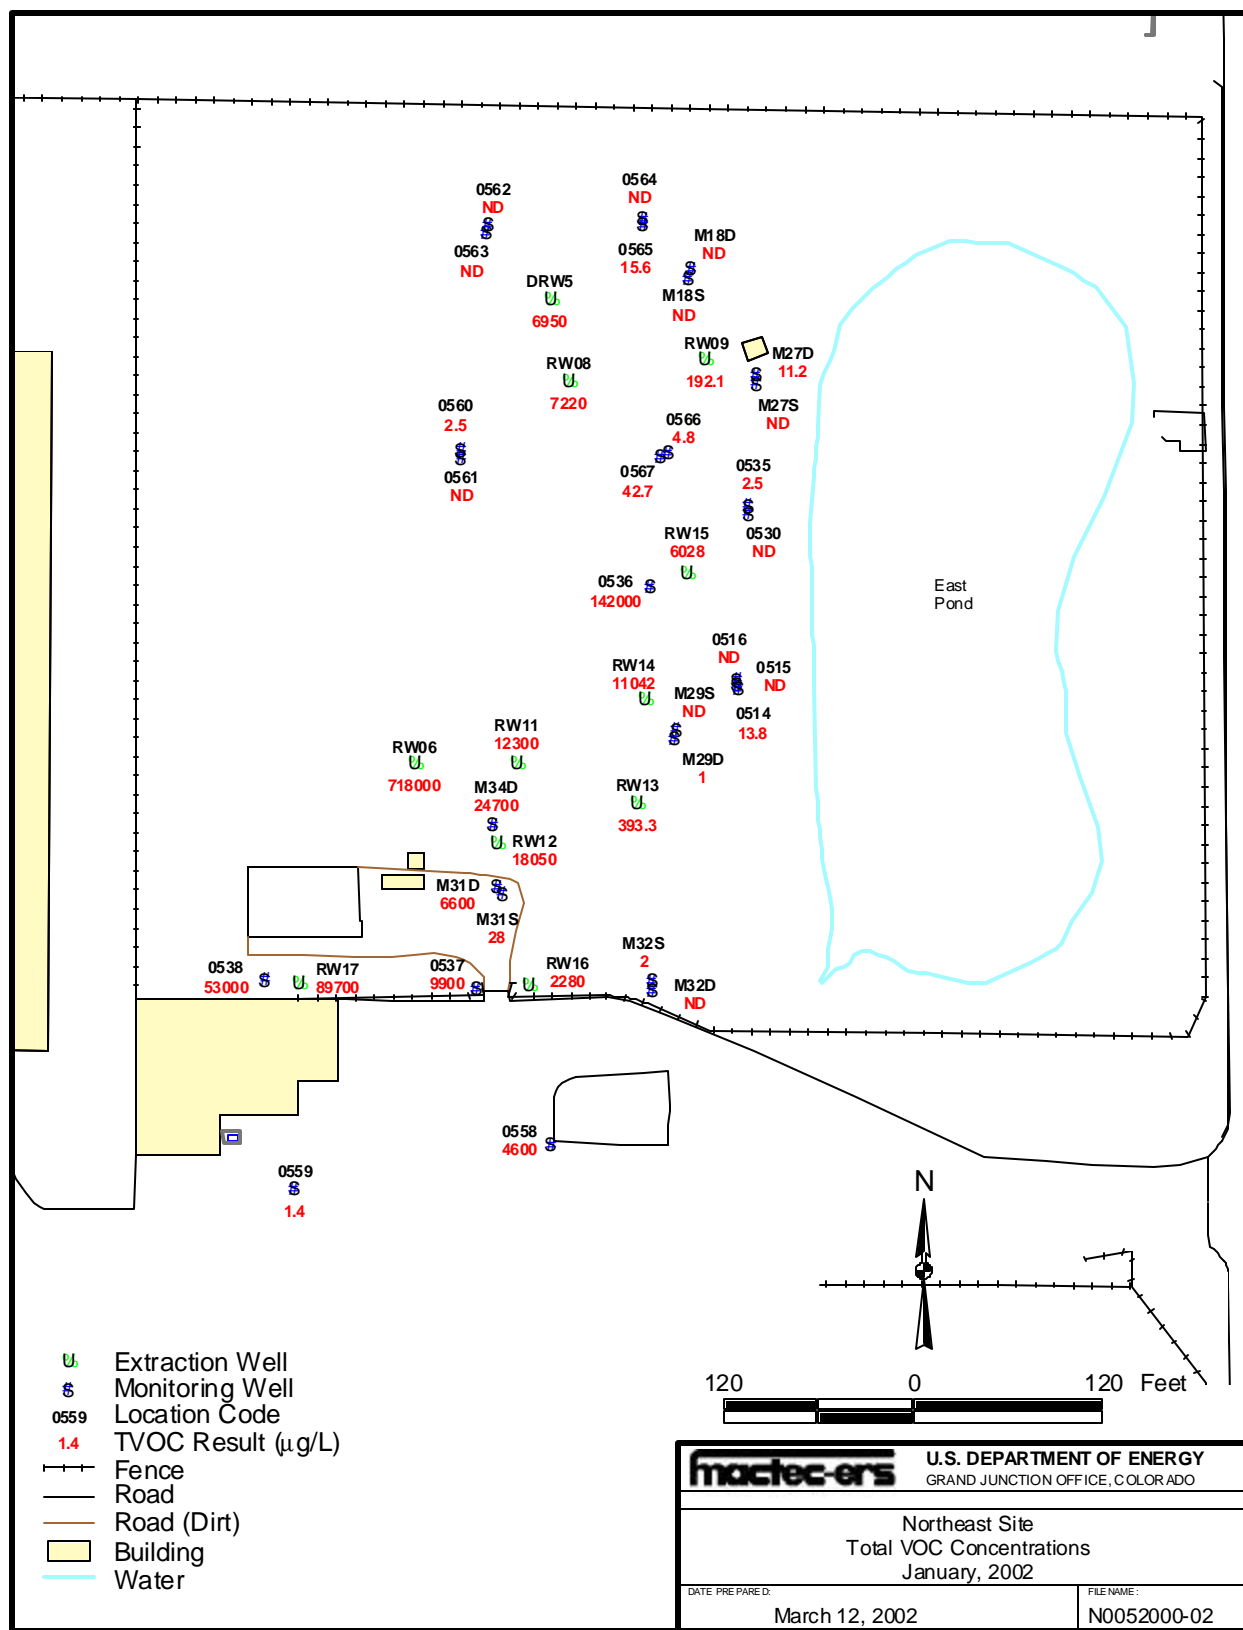 0562
ND
0563
ND
0564
ND
0565
15.6
M18D
ND
M18S
ND
DRW5
6950
RW08
7220
RW09
192.1
M27D
11.2
M27S
ND
0560
2.5
0561
ND
0566
4.8
0567
42.7
0535
2.5
0530
ND
RW15
6028
0536
142000
East
Pond
0516
ND
0515
ND
0514
13.8
RW14
11042
M29S
ND
M29D
1
RW11
12300
RW06
718000
M34D
24700
RW13
393.3
RW12
18050
M31D
6600
M31S
28
M32S
2
M32D
ND
0538
53000
RW17
89700
0537
9900
RW16
2280
0558
4600
0559
1.4
N
Extraction Well
Monitoring Well
0559 Location Code
1.4 TVOC Result (µg/L)
Fence
Road
Road (Dirt)
Building
Water
120 0 120 Feet
mactec-ers
U.S. DEPARTMENT OF ENERGY
GRAND JUNCTION OFFICE, COLORADO
Northeast Site
Total VOC Concentrations
January, 2002
DATE PREPARED:
March 12, 2002
FILENAME:
N0052000-02